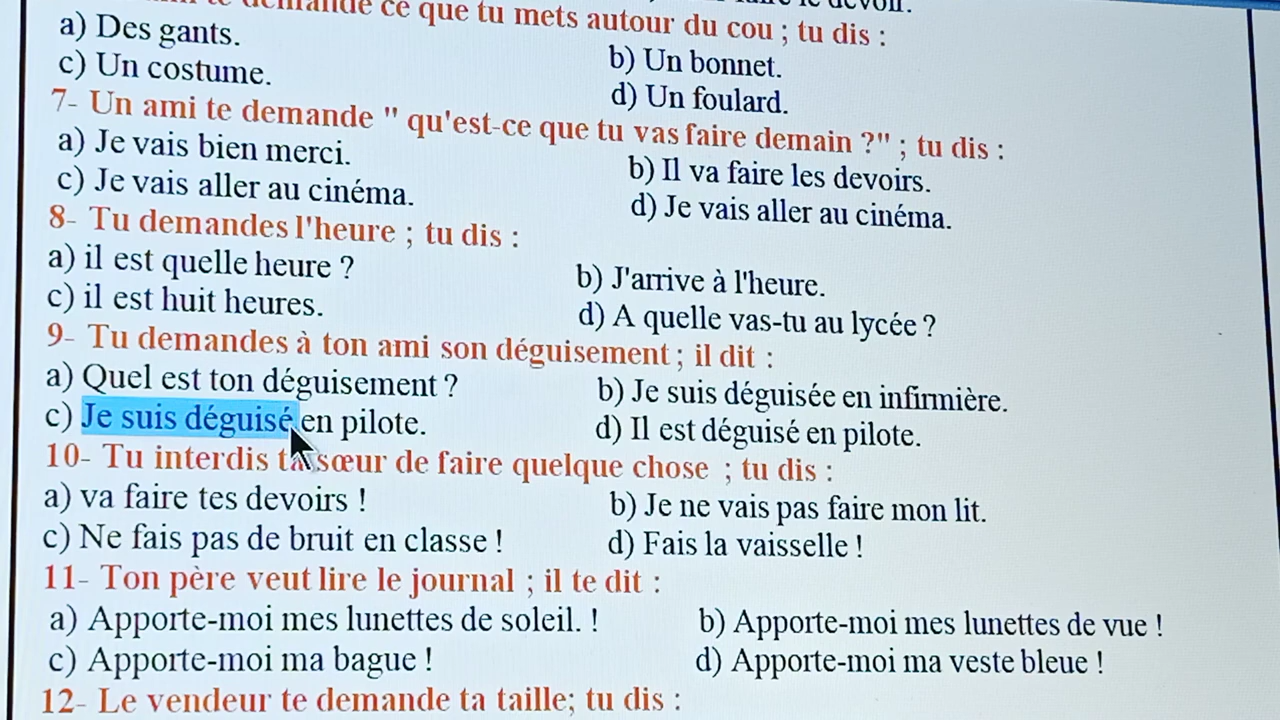 ce que tu mets autour du cou ; tu dis :
a) Des gants. b) Un bonnet.
c) Un costume. d) Un foulard.
7- Un ami te demande " qu'est-ce que tu vas faire demain ?" ; tu dis :
a) Je vais bien merci. b) Il va faire les devoirs.
c) Je vais aller au cinéma. d) Je vais aller au cinéma.
8- Tu demandes l'heure ; tu dis :
a) il est quelle heure ? b) J'arrive à l'heure.
c) il est huit heures. d) A quelle vas-tu au lycée ?
9- Tu demandes à ton ami son déguisement ; il dit :
a) Quel est ton déguisement ? b) Je suis déguisée en infirmière.
c) Je suis déguisé en pilote. d) Il est déguisé en pilote.
10- Tu interdis ta sœur de faire quelque chose ; tu dis :
a) va faire tes devoirs ! b) Je ne vais pas faire mon lit.
c) Ne fais pas de bruit en classe ! d) Fais la vaisselle !
11- Ton père veut lire le journal ; il te dit :
a) Apporte-moi mes lunettes de soleil. ! b) Apporte-moi mes lunettes de vue !
c) Apporte-moi ma bague ! d) Apporte-moi ma veste bleue !
12- Le vendeur te demande ta taille; tu dis :